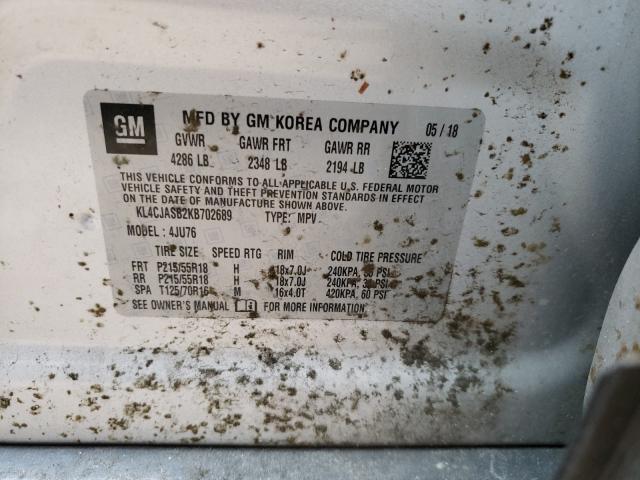 GM
MFD BY GM KOREA COMPANY 05 / 18
GVWR GAWR FRT GAWR RR
4286 LB 2348 LB 2194 LB
THIS VEHICLE CONFORMS TO ALL APPLICABLE U.S. FEDERAL MOTOR
VEHICLE SAFETY AND THEFT PREVENTION STANDARDS IN EFFECT
ON THE DATE OF MANUFACTURE SHOWN ABOVE.
KL4CJASB2KB702689 TYPE: MPV
MODEL : 4JU76
TIRE SIZE SPEED RTG RIM COLD TIRE PRESSURE
FRT P215/55R18 H 18x7.0J 240KPA, PSI
RR P215/55R18 H 18x7.0J 240KPA, PSI
SPA T125/70R16 M 16x4.0T 420KPA, 60 PSI
SEE OWNER'S MANUAL FOR MORE INFORMATION.